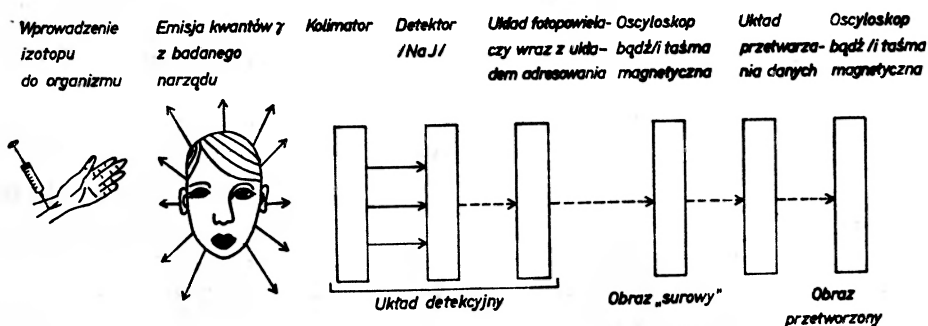 Wprowadzenie
izotopu
do organizmu
Emisja kwantów γ
z badanego
narządu
Kolimator
Detektor
/NaJ/
Układ fotopowiela-
czy wraz z ukła-
dem adresowania
Oscyloskop
bądź/i taśma
magnetyczna
Układ
przetwarza-
nia danych
Oscyloskop
bądź /i taśma
magnetyczna
Układ detekcyjny
Obraz „surowy"
Obraz
przetworzony